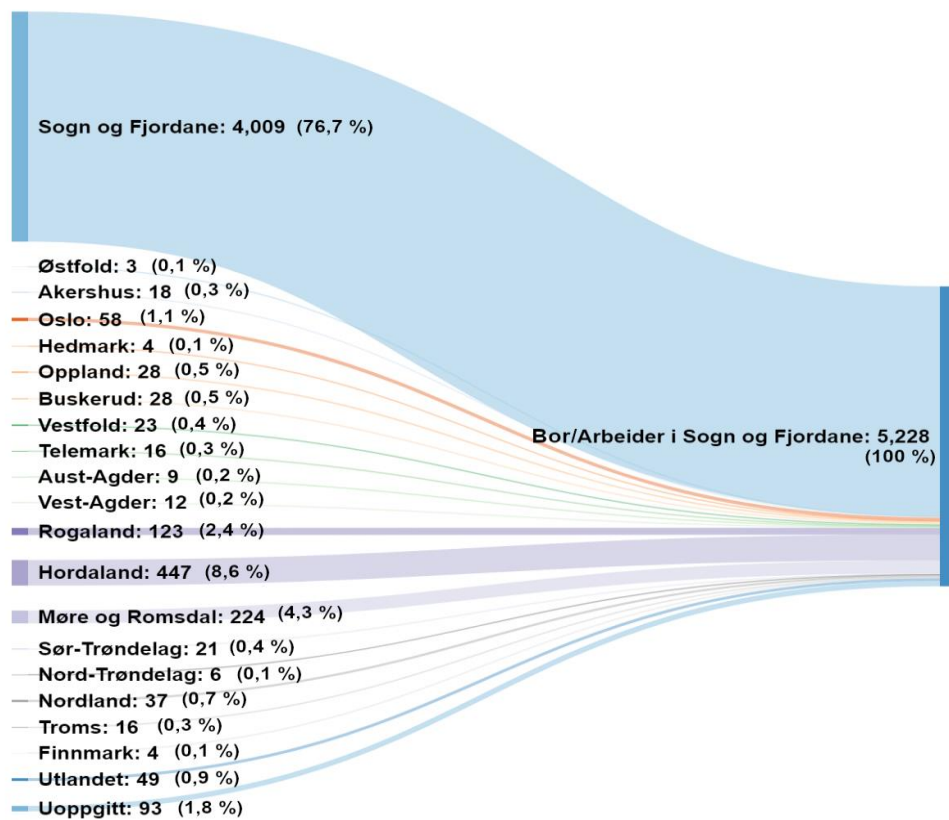 Sogn og Fjordane: 4,009 (76,7 %)
Østfold: 3 (0,1 %)
Akershus: 18 (0,3 %)
Oslo: 58 (1,1 %)
Hedmark: 4 (0,1 %)
Oppland: 28 (0,5 %)
Buskerud: 28 (0,5 %)
Vestfold: 23 (0,4 %)
Bor/Arbeider i Sogn og Fjordane: 5,228
(100 %)
Telemark: 16 (0,3 %)
Aust-Agder: 9 (0,2 %)
Vest-Agder: 12 (0,2 %)
Rogaland: 123 (2,4 %)
Hordaland: 447 (8,6 %)
Møre og Romsdal: 224 (4,3 %)
Sør-Trøndelag: 21 (0,4 %)
Nord-Trøndelag: 6 (0,1 %)
Nordland: 37 (0,7 %)
Troms: 16 (0,3 %)
Finnmark: 4 (0,1 %)
Utlandet: 49 (0,9 %)
Uoppgitt: 93 (1,8 %)